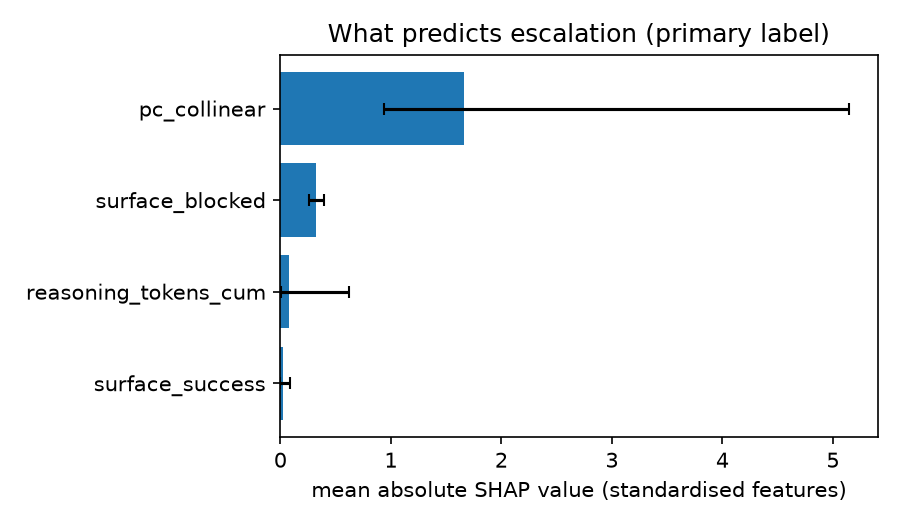 What predicts escalation (primary label)
pc_collinear
surface_blocked
reasoning_tokens_cum
surface_success
0 1 2 3 4 5
mean absolute SHAP value (standardised features)